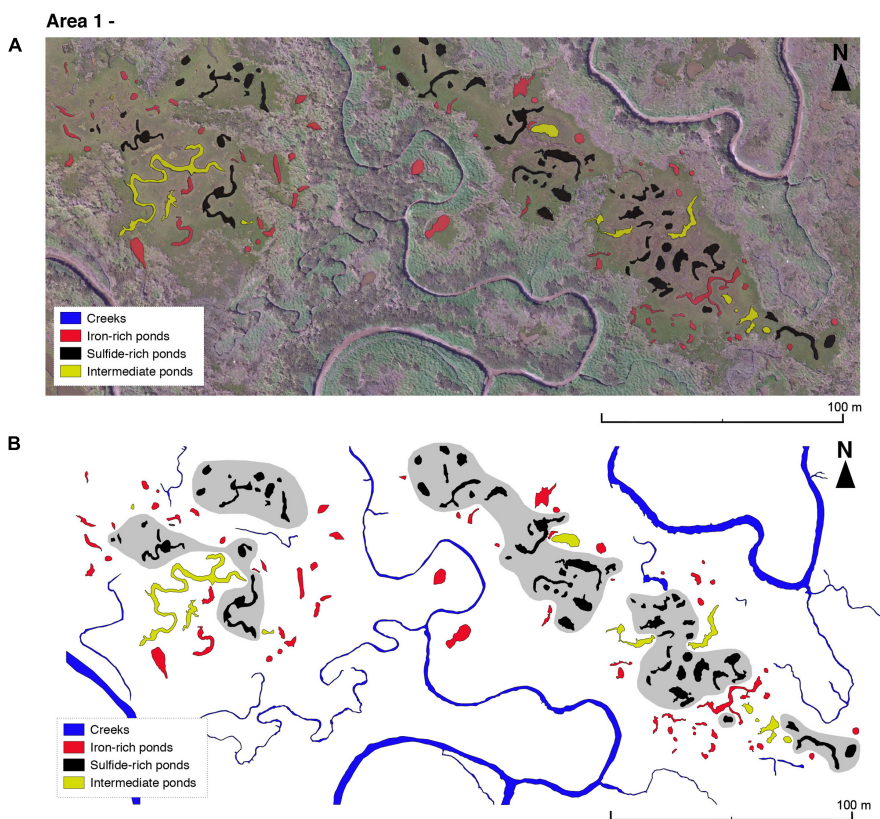 Area 1 -
A
N
Creeks
Iron-rich ponds
Sulfide-rich ponds
Intermediate ponds
100 m
B
N
Creeks
Iron-rich ponds
Sulfide-rich ponds
Intermediate ponds
100 m